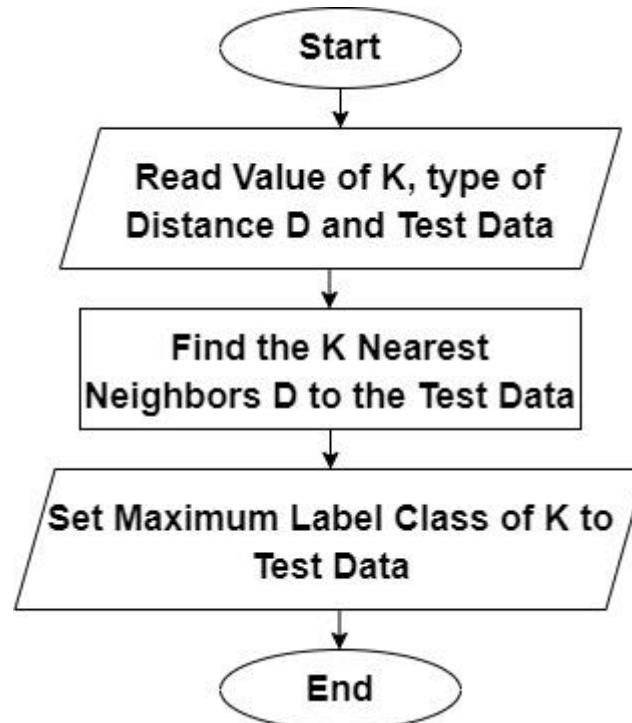 Start
Read Value of K, type of
Distance D and Test Data
Find the K Nearest
Neighbors D to the Test Data
Set Maximum Label Class of K to
Test Data
End